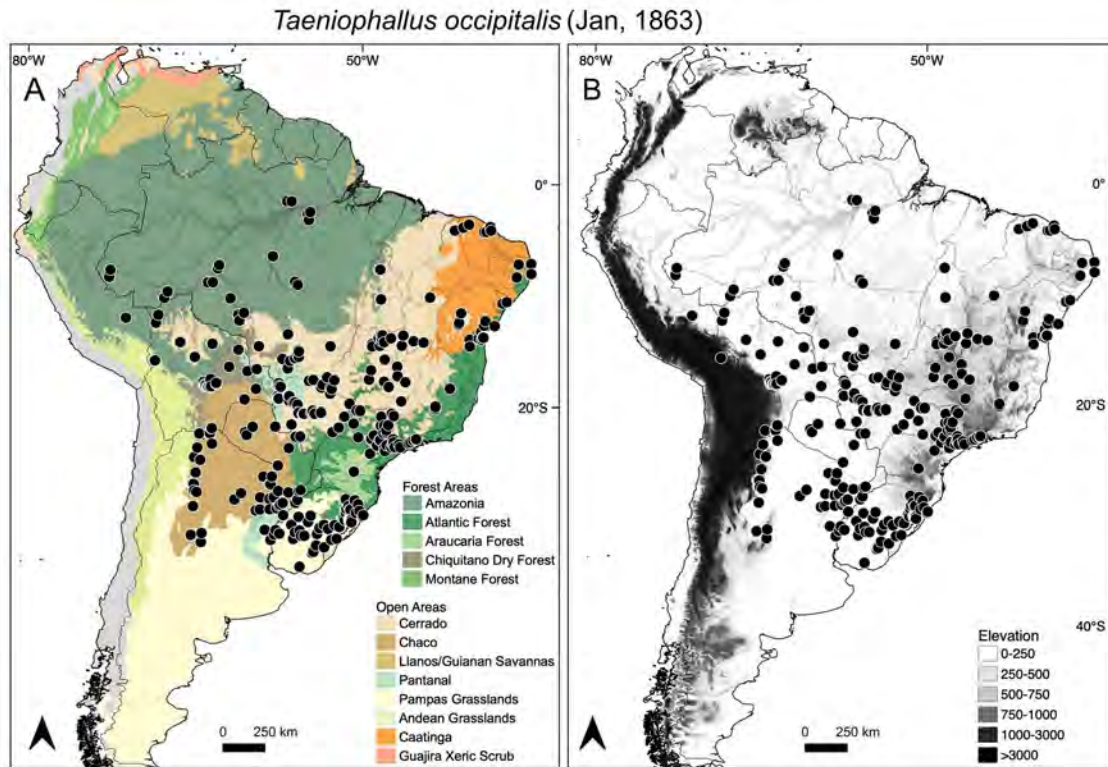 Taeniophallus occipitalis (Jan, 1863)
80°W
50°W
A
0°
20°S
Forest Areas
Amazonia
Atlantic Forest
Araucaria Forest
Chiquitano Dry Forest
Montane Forest
Open Areas
Cerrado
Chaco
Llanos/Guianan Savannas
Pantanal
Pampas Grasslands
Andean Grasslands
Caatinga
Guajira Xeric Scrub
0 250 km
80°W
50°W
B
0°
20°S
40°S
Elevation
0-250
250-500
500-750
750-1000
1000-3000
>3000
0 250 km